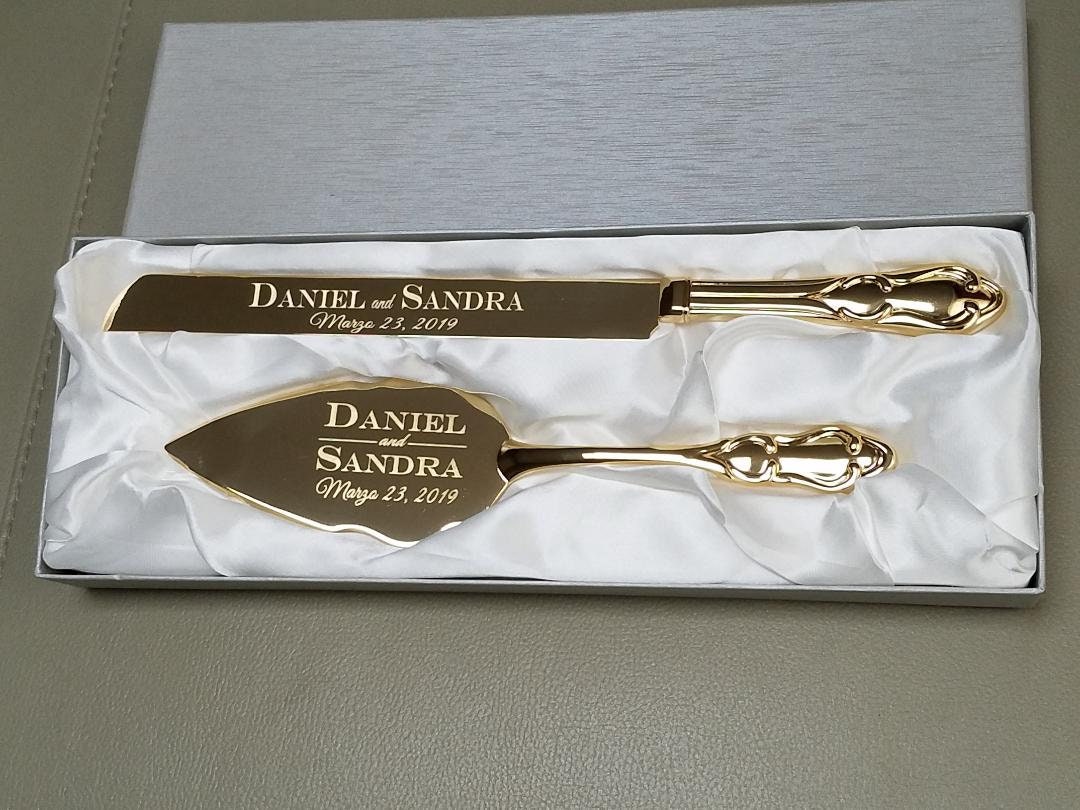 DANIEL and SANDRA
Marzo 23, 2019
DANIEL
and
SANDRA
Marzo 23, 2019